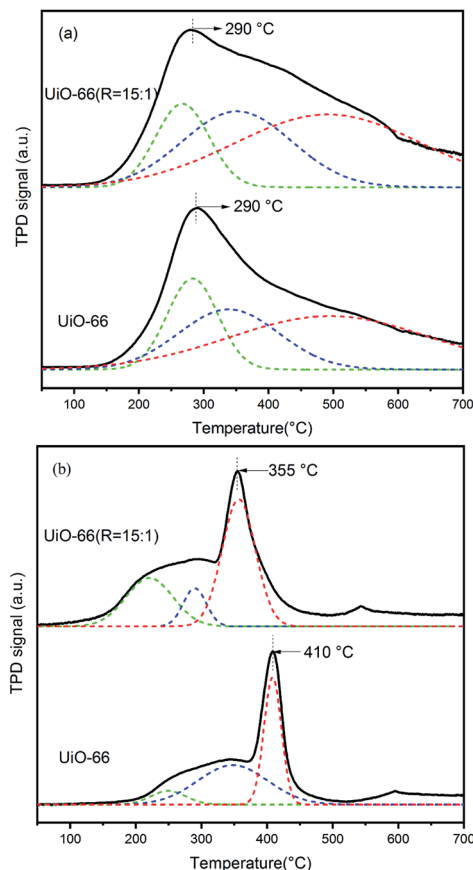 (a)
290 °C
UiO-66(R=15:1)
290 °C
UiO-66
TPD signal (a.u.)
100 200 300 400 500 600 700
Temperature(°C)
(b)
355 °C
UiO-66(R=15:1)
410 °C
UiO-66
TPD signal (a.u.)
100 200 300 400 500 600 700
Temperature(°C)